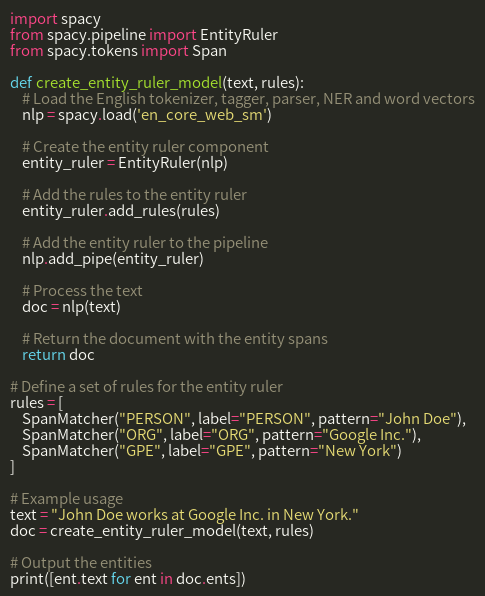 import spacy
from spacy.pipeline import EntityRuler
from spacy.tokens import Span

def create_entity_ruler_model(text, rules):
    # Load the English tokenizer, tagger, parser, NER and word vectors
    nlp = spacy.load('en_core_web_sm')

    # Create the entity ruler component
    entity_ruler = EntityRuler(nlp)

    # Add the rules to the entity ruler
    entity_ruler.add_rules(rules)

    # Add the entity ruler to the pipeline
    nlp.add_pipe(entity_ruler)

    # Process the text
    doc = nlp(text)

    # Return the document with the entity spans
    return doc

# Define a set of rules for the entity ruler
rules = [
    SpanMatcher("PERSON", label="PERSON", pattern="John Doe"),
    SpanMatcher("ORG", label="ORG", pattern="Google Inc."),
    SpanMatcher("GPE", label="GPE", pattern="New York")
]

# Example usage
text = "John Doe works at Google Inc. in New York."
doc = create_entity_ruler_model(text, rules)

# Output the entities
print([ent.text for ent in doc.ents])